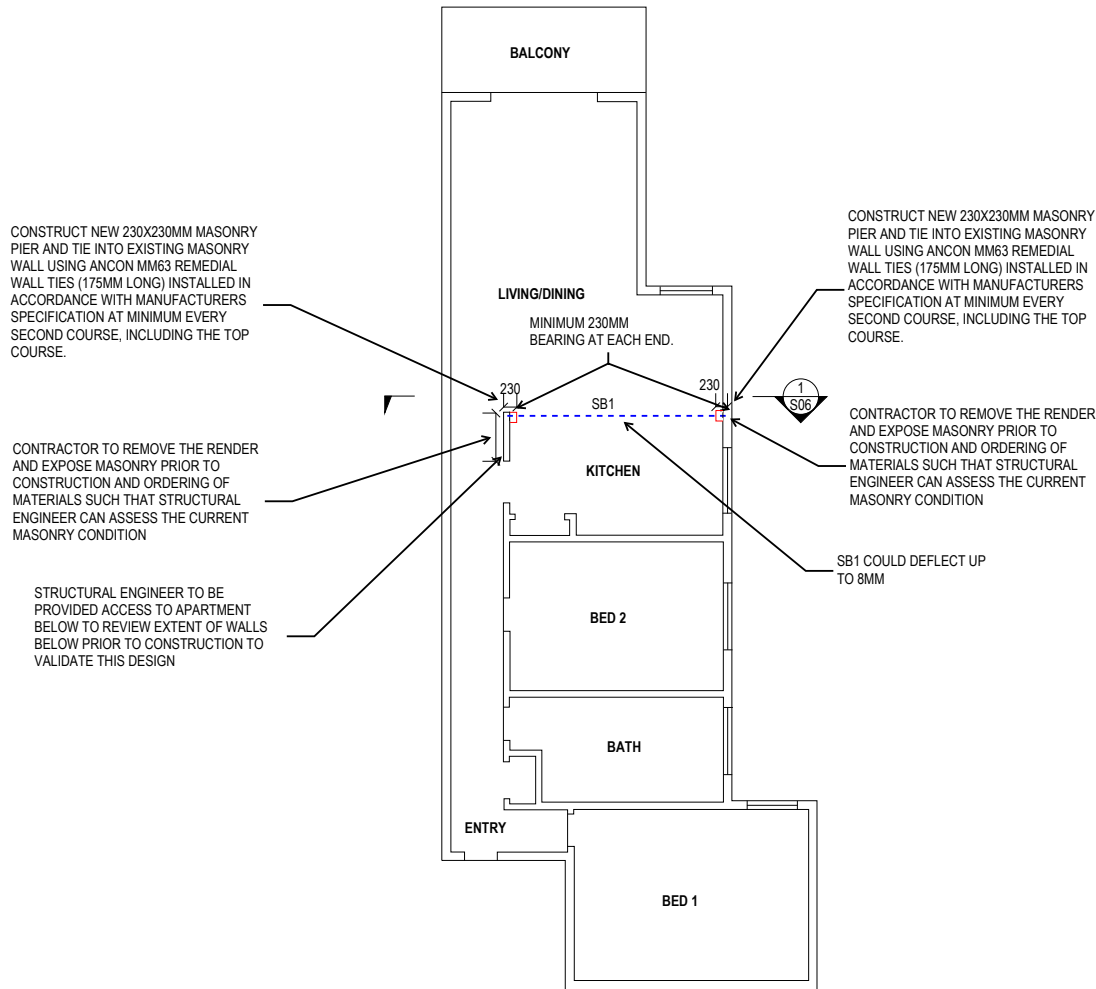 BALCONY
CONSTRUCT NEW 230X230MM MASONRY
PIER AND TIE INTO EXISTING MASONRY
WALL USING ANCON MM63 REMEDIAL
WALL TIES (175MM LONG) INSTALLED IN
ACCORDANCE WITH MANUFACTURERS
SPECIFICATION AT MINIMUM EVERY
SECOND COURSE, INCLUDING THE TOP
COURSE.
CONSTRUCT NEW 230X230MM MASONRY
PIER AND TIE INTO EXISTING MASONRY
WALL USING ANCON MM63 REMEDIAL
WALL TIES (175MM LONG) INSTALLED IN
ACCORDANCE WITH MANUFACTURERS
SPECIFICATION AT MINIMUM EVERY
SECOND COURSE, INCLUDING THE TOP
COURSE.
LIVING/DINING
MINIMUM 230MM
BEARING AT EACH END.
230
230
SB1
1
S06
CONTRACTOR TO REMOVE THE RENDER
AND EXPOSE MASONRY PRIOR TO
CONSTRUCTION AND ORDERING OF
MATERIALS SUCH THAT STRUCTURAL
ENGINEER CAN ASSESS THE CURRENT
MASONRY CONDITION
CONTRACTOR TO REMOVE THE RENDER
AND EXPOSE MASONRY PRIOR TO
CONSTRUCTION AND ORDERING OF
MATERIALS SUCH THAT STRUCTURAL
ENGINEER CAN ASSESS THE CURRENT
MASONRY CONDITION
KITCHEN
SB1 COULD DEFLECT UP
TO 8MM
STRUCTURAL ENGINEER TO BE
PROVIDED ACCESS TO APARTMENT
BELOW TO REVIEW EXTENT OF WALLS
BELOW PRIOR TO CONSTRUCTION TO
VALIDATE THIS DESIGN
BED 2
BATH
ENTRY
BED 1